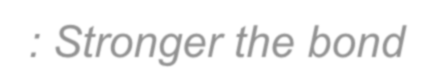 : Stronger the bond